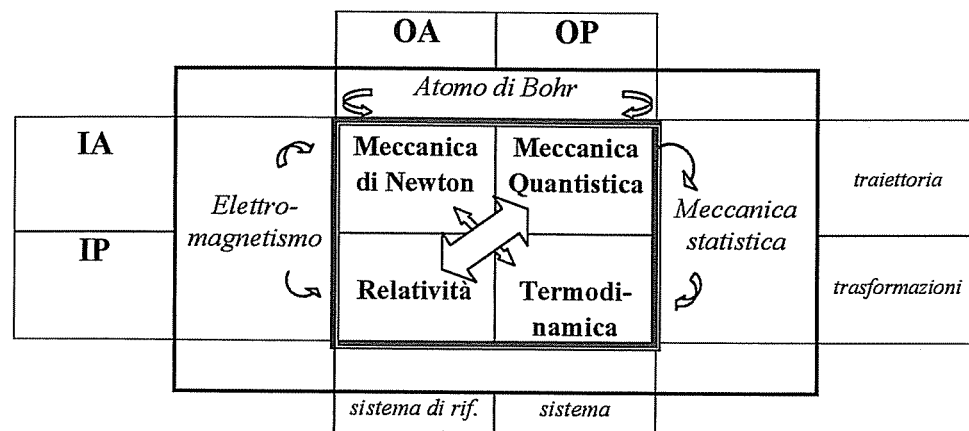 OA OP
Atomo di Bohr
IA
Meccanica
di Newton
Meccanica
Quantistica
traiettoria
Elettro-
magnetismo
Meccanica
statistica
IP
Relatività
Termodi-
namica
trasformazioni
sistema di rif. sistema